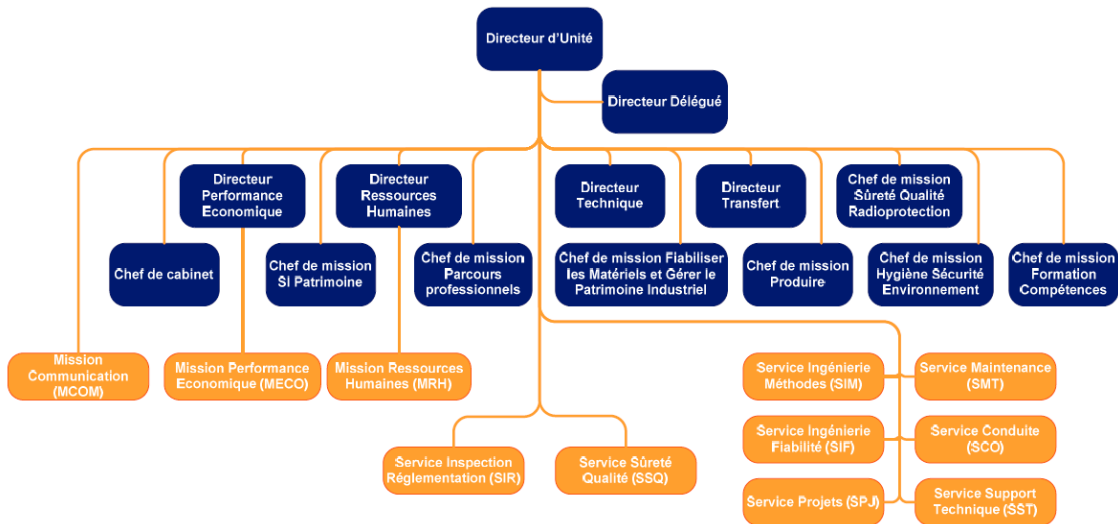 Directeur d'Unité
Directeur Délégué
Directeur
Performance
Economique
Directeur
Ressources
Humaines
Directeur
Technique
Directeur
Transfert
Chef de mission
Sûreté Qualité
Radioprotection
Chef de cabinet
Chef de mission
SI Patrimoine
Chef de mission
Parcours
professionnels
Chef de mission Fiabiliser
les Matériels et Gérer le
Patrimoine Industriel
Chef de mission
Produire
Chef de mission
Hygiène Sécurité
Environnement
Chef de mission
Formation
Compétences
Mission
Communication
(MCOM)
Mission Performance
Economique (MECO)
Mission Ressources
Humaines (MRH)
Service Ingénierie
Méthodes (SIM)
Service Maintenance
(SMT)
Service Ingénierie
Fiabilité (SIF)
Service Conduite
(SCO)
Service Inspection
Réglementation (SIR)
Service Sûreté
Qualité (SSQ)
Service Projets (SPJ)
Service Support
Technique (SST)